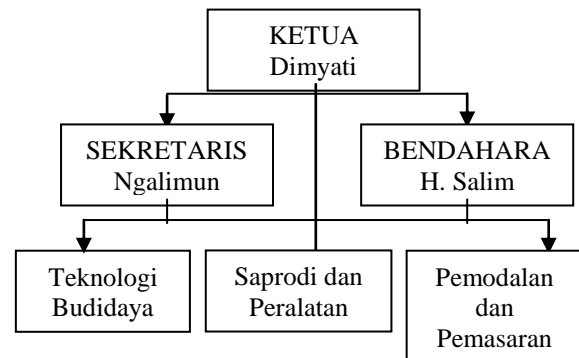 KETUA
Dimyati
SEKRETARIS
Ngalimun
BENDAHARA
H. Salim
Teknologi
Budidaya
Saprodi dan
Peralatan
Pemodalan
dan
Pemasaran